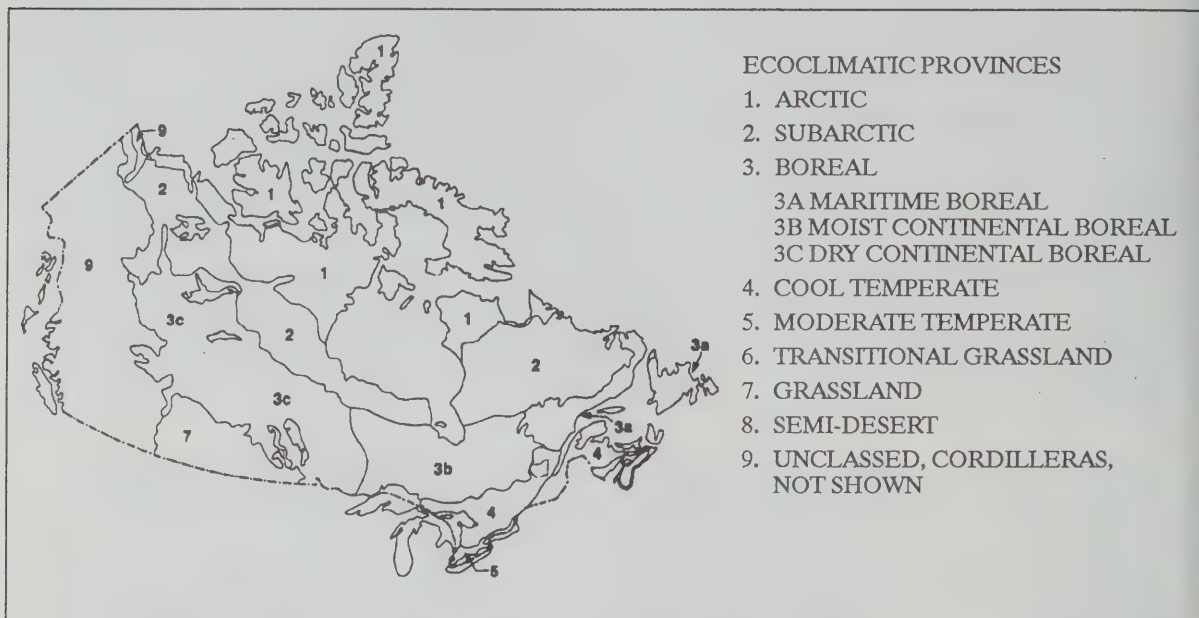 ECOCLIMATIC PROVINCES
1. ARCTIC
2. SUBARCTIC
3. BOREAL
3A MARITIME BOREAL
3B MOIST CONTINENTAL BOREAL
3C DRY CONTINENTAL BOREAL
4. COOL TEMPERATE
5. MODERATE TEMPERATE
6. TRANSITIONAL GRASSLAND
7. GRASSLAND
8. SEMI-DESERT
9. UNCLASSED, CORDILLERAS,
NOT SHOWN
1
9
2
1
1
9
1
1
3c
2
2
3a
3c
3a
7
3b
4
4
5